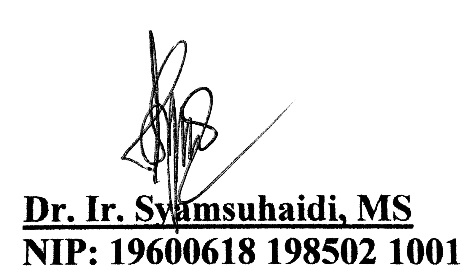 Dr. Ir. Syamsuhaidi, MS
NIP: 19600618 198502 1001